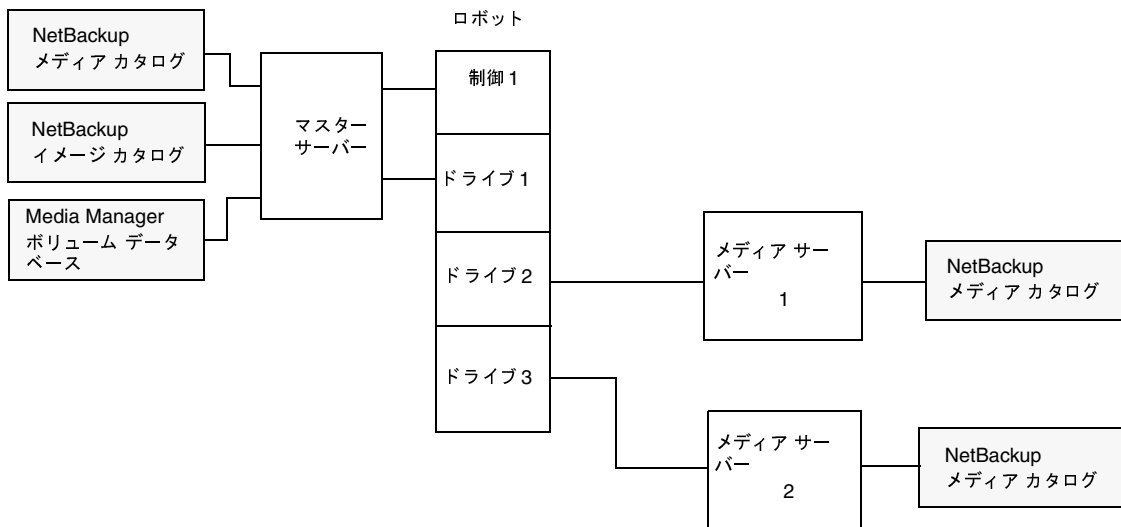 ロボット
NetBackup
メディア カタログ
NetBackup
イメージ カタログ
Media Manager
ボリューム データ
ベース
マスター
サーバー
制御 1
ドライブ 1
ドライブ 2
ドライブ 3
メディア サー
バー
1
NetBackup
メディア カタログ
メディア サー
バー
2
NetBackup
メディア カタログ